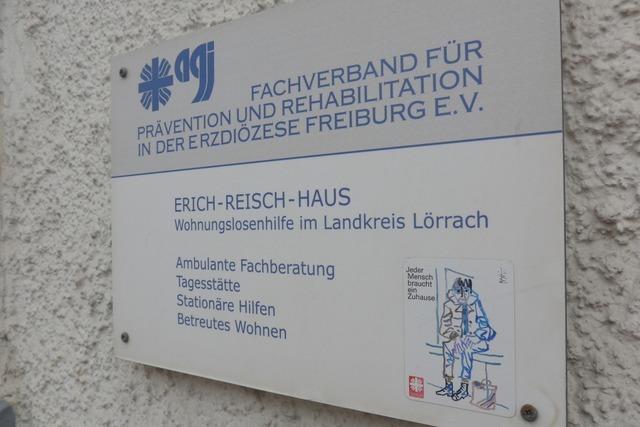 agj
FACHVERBAND FÜR
PRÄVENTION UND REHABILITATION
IN DER ERZDIÖZESE FREIBURG E.V.
ERICH-REISCH-HAUS
Wohnungslosenhilfe im Landkreis Lörrach
Ambulante Fachberatung
Tagesstätte
Stationäre Hilfen
Betreutes Wohnen
Jeder
Mensch
braucht
ein
Zuhause